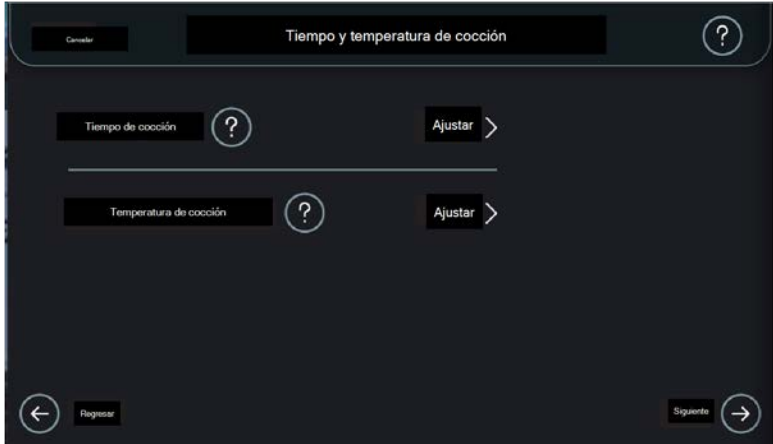 Cancelar
Tiempo y temperatura de cocción
?
Tiempo de cocción
?
Ajustar
Temperatura de cocción
?
Ajustar
Regresar
Siguiente